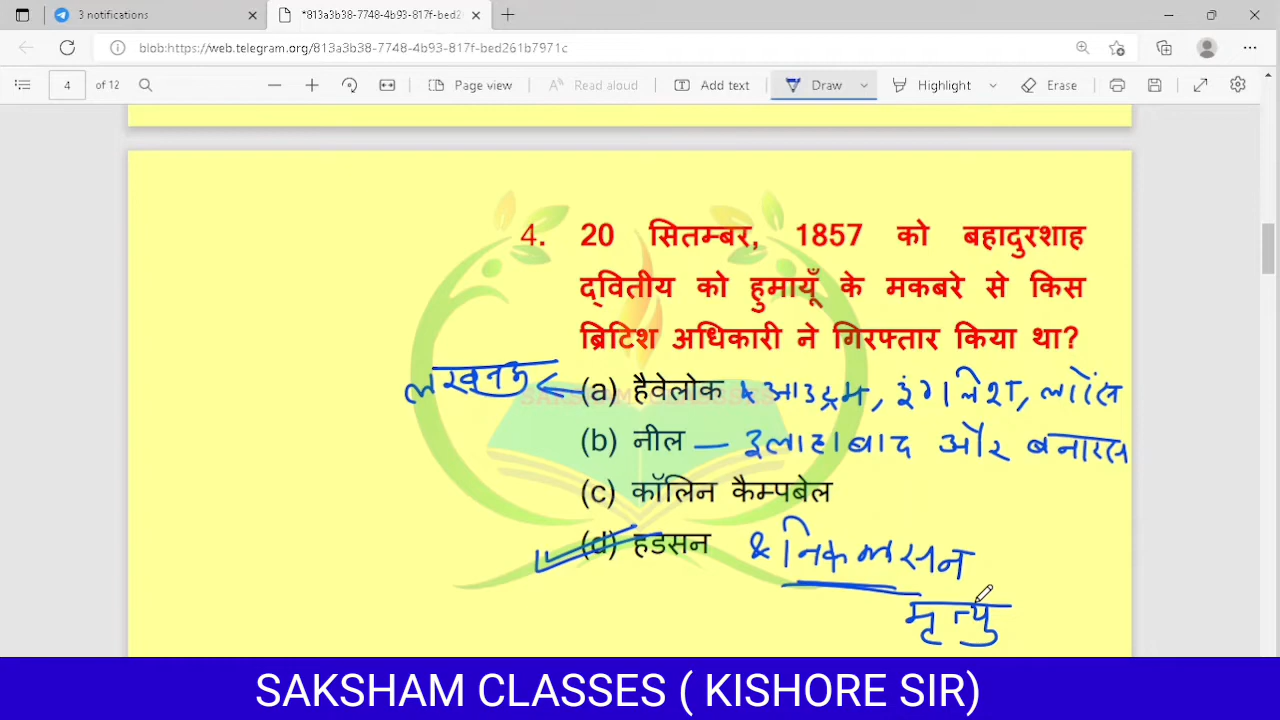 3 notifications
*813a3b38-7748-4b93-817f-bed2
blob:https://web.telegram.org/813a3b38-7748-4b93-817f-bed261b7971c
4 of 12 Page view Read aloud Add text Draw Highlight Erase
4. 20 सितम्बर, 1857 को बहादुरशाह
द्वितीय को हुमायूँ के मकबरे से किस
ब्रिटिश अधिकारी ने गिरफ्तार किया था?
लखनऊ (a) हैवेलोक & आउट्रम, इंगलिश, लॉरेंस
(b) नील — इलाहाबाद और बनारस
(c) कॉलिन कैम्पबेल
(d) हडसन & निकलसन
मृत्यु
SAKSHAM CLASSES ( KISHORE SIR)